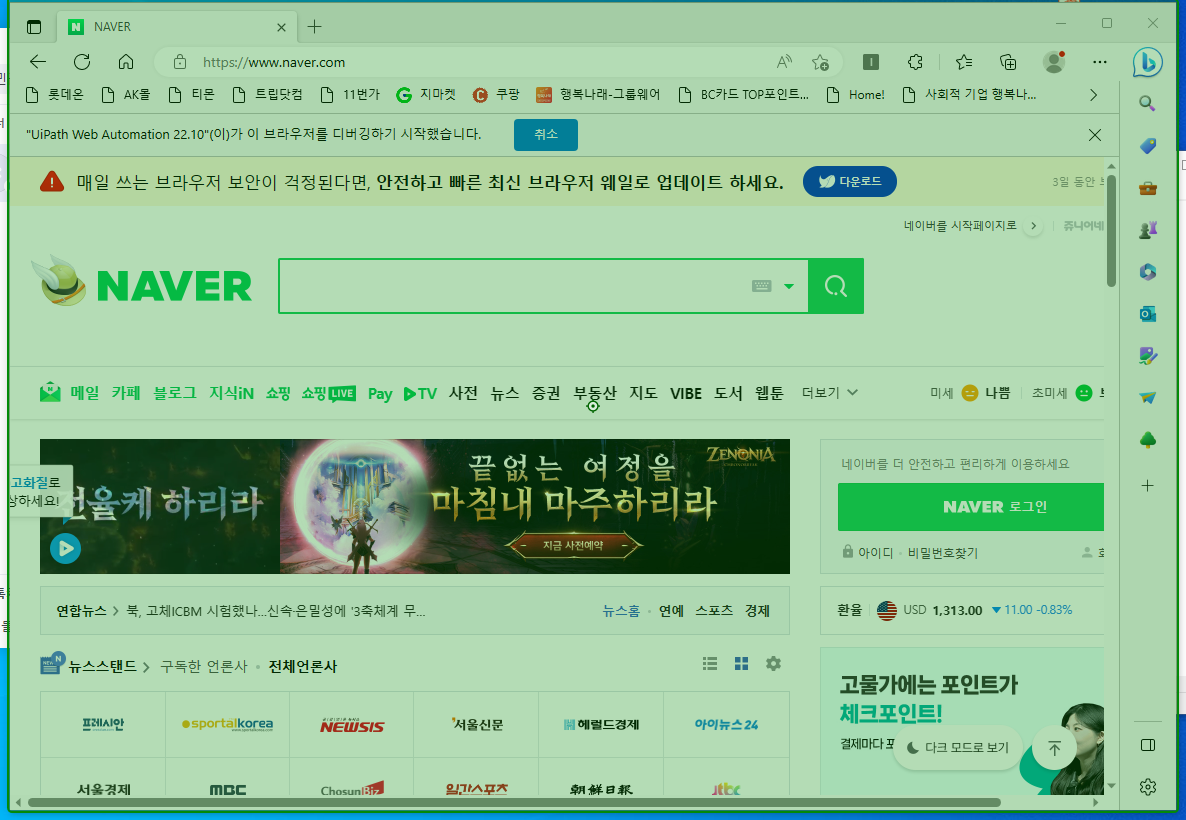 NAVER
https://www.naver.com
롯데온 AK몰 티몬 트립닷컴 11번가 지마켓 쿠팡 행복나래-그룹웨어 BC카드 TOP포인트... Home! 사회적 기업 행복나...
"UiPath Web Automation 22.10"(이)가 이 브라우저를 디버깅하기 시작했습니다. 취소
매일 쓰는 브라우저 보안이 걱정된다면, 안전하고 빠른 최신 브라우저 웨일로 업데이트 하세요. 다운로드 3일 동안
네이버를 시작페이지로 쥬니어네
NAVER
메일 카페 블로그 지식iN 쇼핑 쇼핑LIVE Pay TV 사전 뉴스 증권 부동산 지도 VIBE 도서 웹툰 더보기 미세 나쁨 초미세
고화질로
상하세요!
전율케 하리라
끝없는 여정을
마침내 마주하리라
지금 사전예약
ZENONIA
네이버를 더 안전하고 편리하게 이용하세요
NAVER 로그인
아이디 · 비밀번호찾기
연합뉴스 > 북, 고체ICBM 시험했나...신속·은밀성에 '3축체계 무... 뉴스홈 · 연예 스포츠 경제
환율 USD 1,313.00 ▼11.00 -0.83%
뉴스스탠드 > 구독한 언론사 · 전체언론사
프레시안 sportalkorea NEWSIS 서울신문 헤럴드경제 아이뉴스24
www.sportalkorea.com
서울경제 MBC ChosunBiz 일간스포츠 朝鮮日報 jtbc
고물가에는 포인트가
체크포인트!
결제마다
다크 모드로 보기